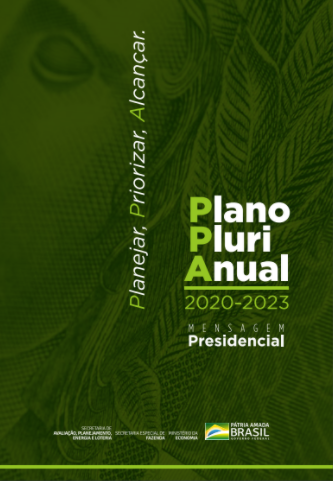 Planejar, Priorizar, Alcançar.
Plano
Pluri
Anual
2020-2023
MENSAGEM
Presidencial
SECRETARIA DE
AVALIAÇÃO, PLANEJAMENTO,
ENERGIA E LOTERIA
SECRETARIA ESPECIAL DE
FAZENDA
MINISTÉRIO DA
ECONOMIA
PÁTRIA AMADA
BRASIL
GOVERNO FEDERAL